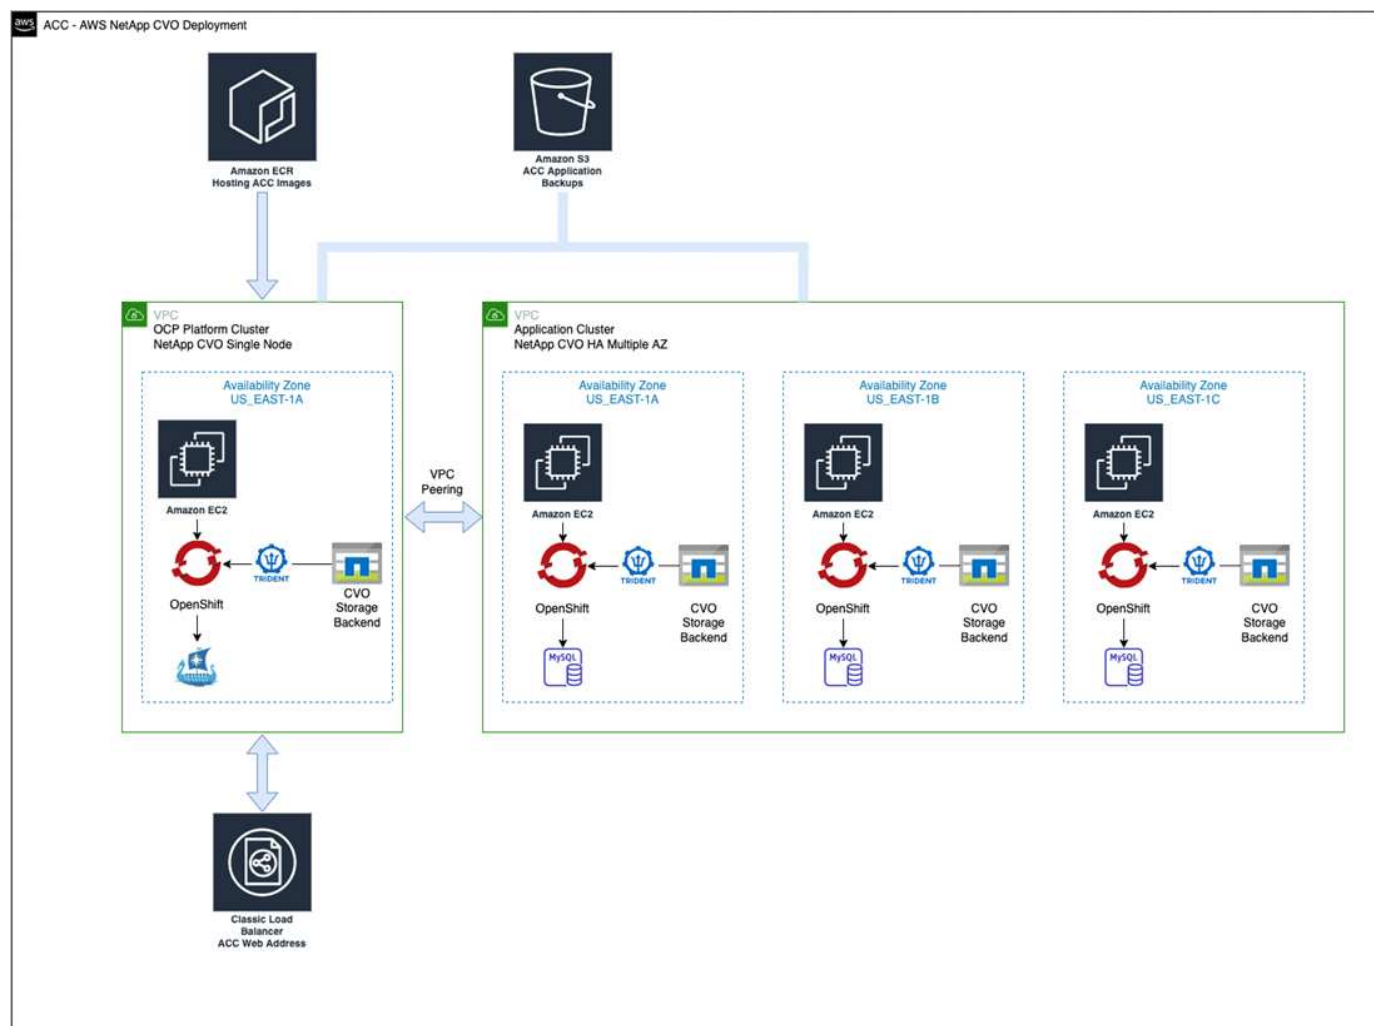 aws
ACC - AWS NetApp CVO Deployment
Amazon ECR
Hosting ACC Images
Amazon S3
ACC Application
Backups
VPC
OCP Platform Cluster
NetApp CVO Single Node
Availability Zone
US_EAST-1A
Amazon EC2
TRIDENT
OpenShift
CVO
Storage
Backend
VPC
Peering
VPC
Application Cluster
NetApp CVO HA Multiple AZ
Availability Zone
US_EAST-1A
Amazon EC2
TRIDENT
OpenShift
CVO
Storage
Backend
MySQL
Availability Zone
US_EAST-1B
Amazon EC2
TRIDENT
OpenShift
CVO
Storage
Backend
MySQL
Availability Zone
US_EAST-1C
Amazon EC2
TRIDENT
OpenShift
CVO
Storage
Backend
MySQL
Classic Load
Balancer
ACC Web Address